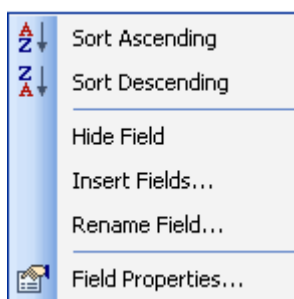 A
Z
Sort Ascending
Z
A
Sort Descending
Hide Field
Insert Fields...
Rename Field...
Field Properties...